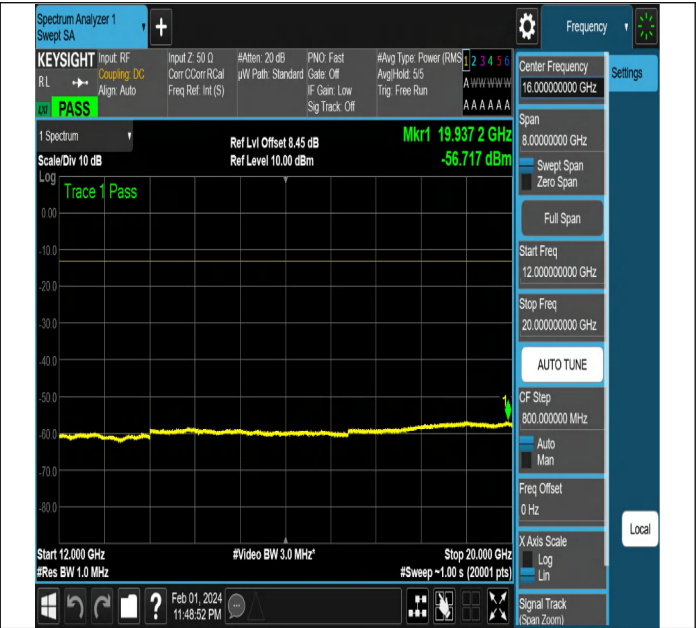 Spectrum Analyzer 1
Swept SA
Frequency
KEYSIGHT
RL
PASS
Input: RF
Coupling: DC
Align: Auto
Input Z: 50 Ω
Corr CCorr RCal
Freq Ref: Int (S)
#Atten: 20 dB
µW Path: Standard
PNO: Fast
Gate: Off
IF Gain: Low
Sig Track: Off
#Avg Type: Power (RMS
Avg|Hold: 5/5
Trig: Free Run
1 2 3 4 5 6
A W W W W W
A A A A A A
1 Spectrum
Scale/Div 10 dB
Ref Lvl Offset 8.45 dB
Ref Level 10.00 dBm
Mkr1 19.937 2 GHz
-56.717 dBm
Log
Trace 1 Pass
0.00
-10.0
-20.0
-30.0
-40.0
-50.0
1
-60.0
-70.0
-80.0
Start 12.000 GHz
#Res BW 1.0 MHz
#Video BW 3.0 MHz*
Stop 20.000 GHz
#Sweep ~1.00 s (20001 pts)
Center Frequency
16.000000000 GHz
Settings
Span
8.00000000 GHz
Swept Span
Zero Span
Full Span
Start Freq
12.000000000 GHz
Stop Freq
20.000000000 GHz
AUTO TUNE
CF Step
800.000000 MHz
Auto
Man
Freq Offset
0 Hz
X Axis Scale
Log
Lin
Local
Signal Track
(Span Zoom)
?
Feb 01, 2024
11:48:52 PM